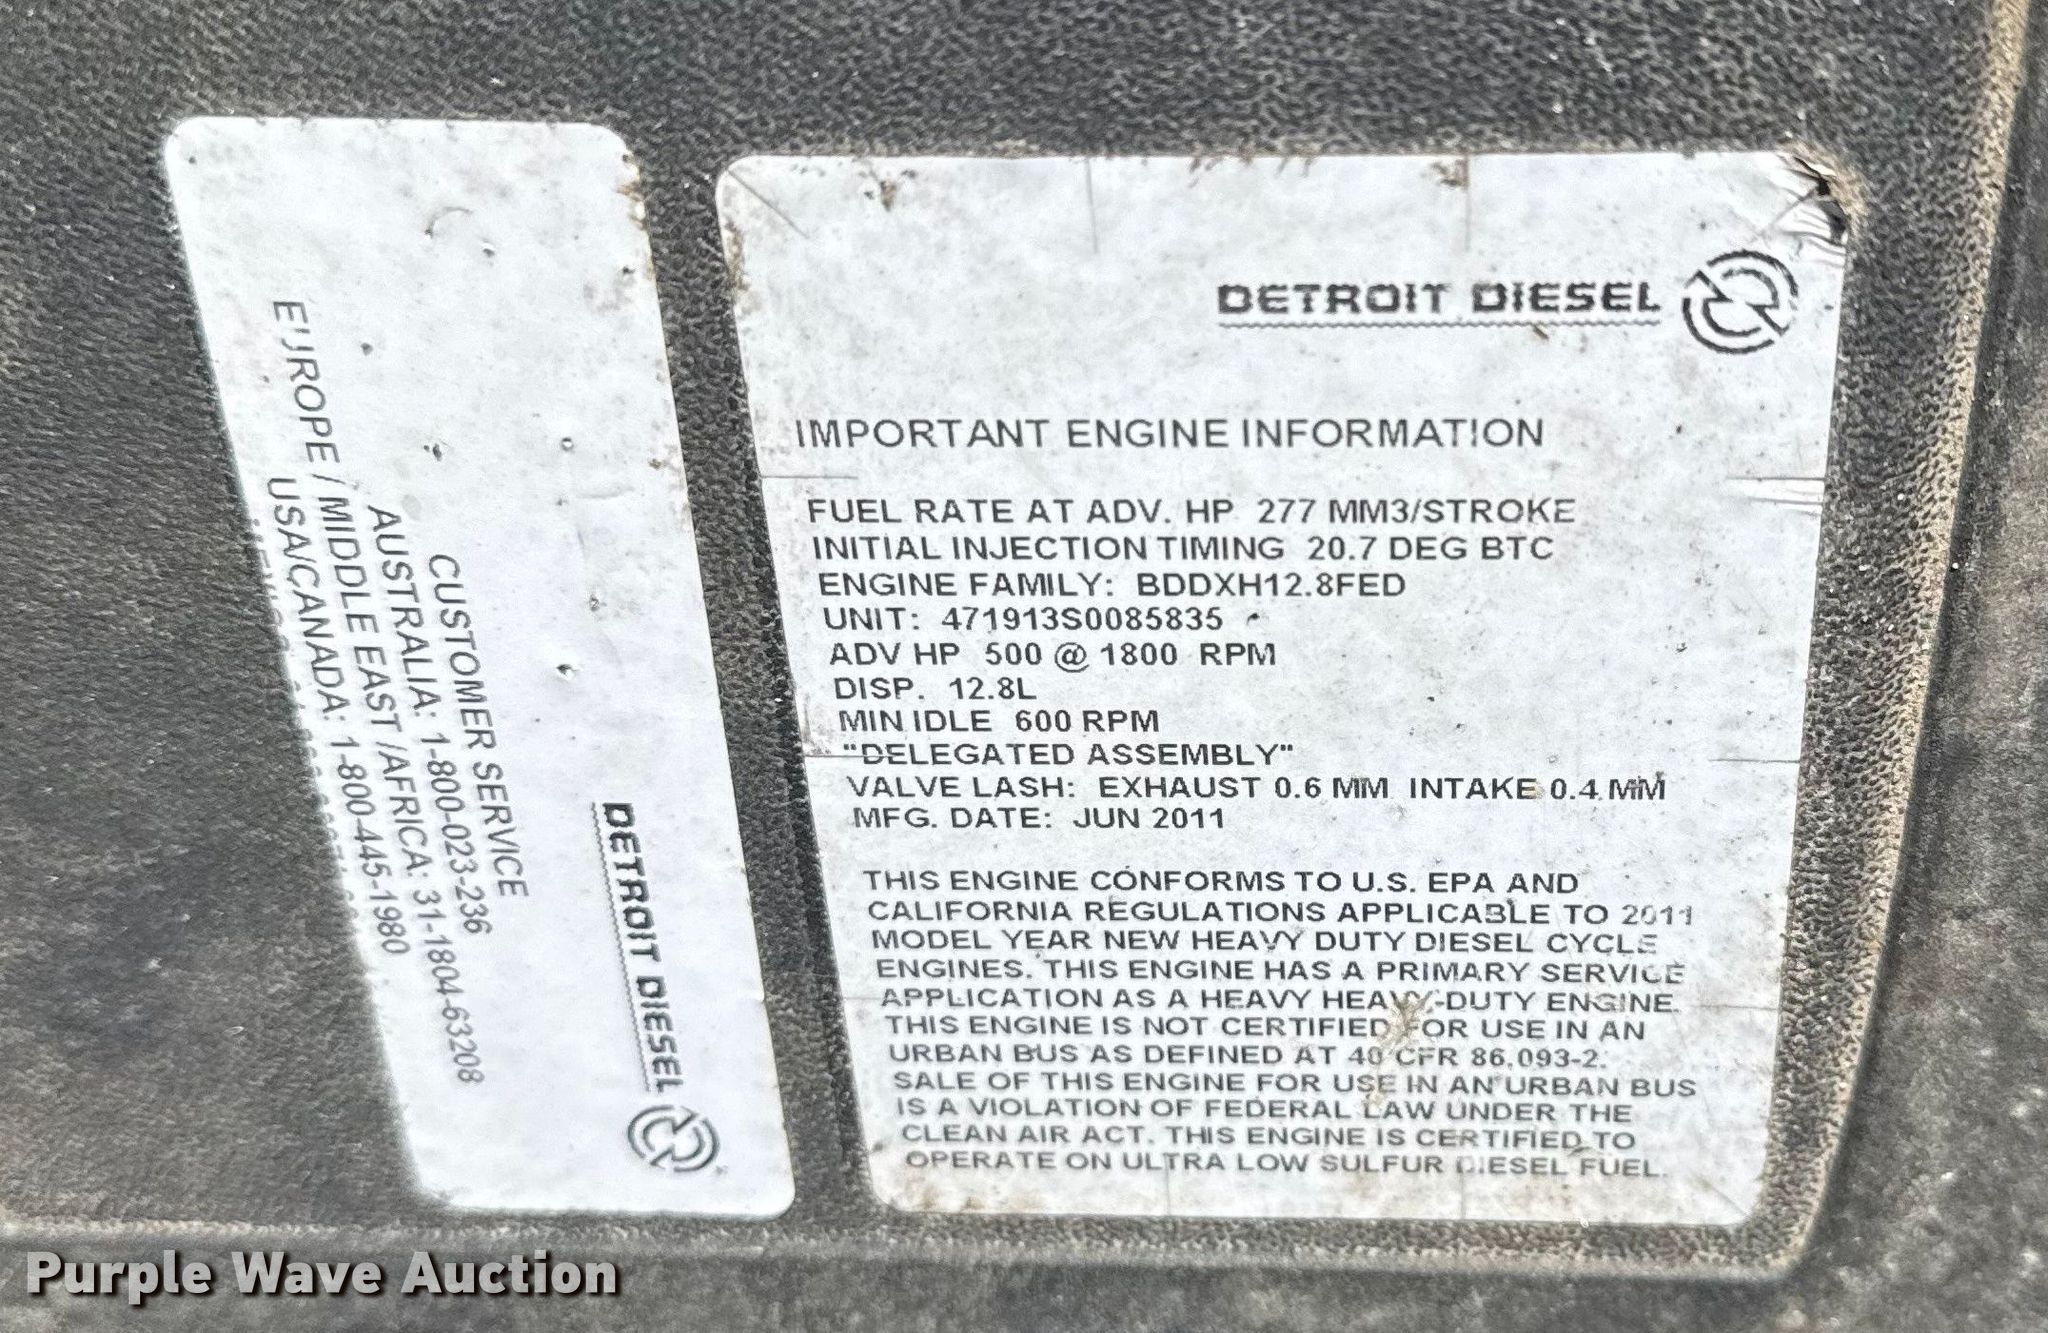 CUSTOMER SERVICE
AUSTRALIA: 1-800-023-236
EUROPE / MIDDLE EAST /AFRICA: 31-1804-63208
USA/CANADA: 1-800-445-1980
DETROIT DIESEL
DETROIT DIESEL
IMPORTANT ENGINE INFORMATION
FUEL RATE AT ADV. HP 277 MM3/STROKE
INITIAL INJECTION TIMING 20.7 DEG BTC
ENGINE FAMILY: BDDXH12.8FED
UNIT: 471913S0085835
ADV HP 500 @ 1800 RPM
DISP. 12.8L
MIN IDLE 600 RPM
"DELEGATED ASSEMBLY"
VALVE LASH: EXHAUST 0.6 MM INTAKE 0.4 MM
MFG. DATE: JUN 2011
THIS ENGINE CONFORMS TO U.S. EPA AND
CALIFORNIA REGULATIONS APPLICABLE TO 2011
MODEL YEAR NEW HEAVY DUTY DIESEL CYCLE
ENGINES. THIS ENGINE HAS A PRIMARY SERVICE
APPLICATION AS A HEAVY HEAVY-DUTY ENGINE.
THIS ENGINE IS NOT CERTIFIED FOR USE IN AN
URBAN BUS AS DEFINED AT 40 CFR 86.093-2.
SALE OF THIS ENGINE FOR USE IN AN URBAN BUS
IS A VIOLATION OF FEDERAL LAW UNDER THE
CLEAN AIR ACT. THIS ENGINE IS CERTIFIED TO
OPERATE ON ULTRA LOW SULFUR DIESEL FUEL.
Purple Wave Auction